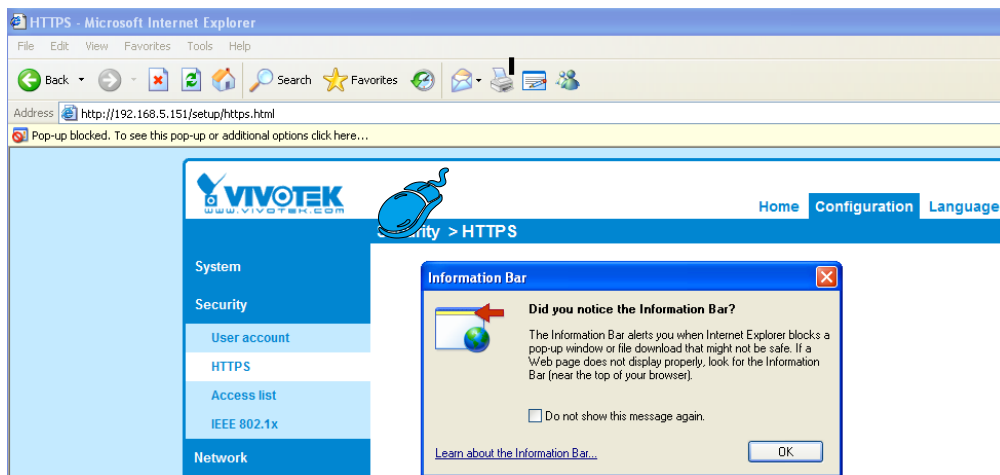 HTTPS - Microsoft Internet Explorer
File Edit View Favorites Tools Help
Back Search Favorites
Address http://192.168.5.151/setup/https.html
Pop-up blocked. To see this pop-up or additional options click here...
VIVOTEK
www.vivotek.com
Home Configuration Language
> HTTPS
System
Security
User account
HTTPS
Access list
IEEE 802.1x
Network
Information Bar
Did you notice the Information Bar?
The Information Bar alerts you when Internet Explorer blocks a
pop-up window or file download that might not be safe. If a
Web page does not display properly, look for the Information
Bar (near the top of your browser).
Do not show this message again.
Learn about the Information Bar...
OK